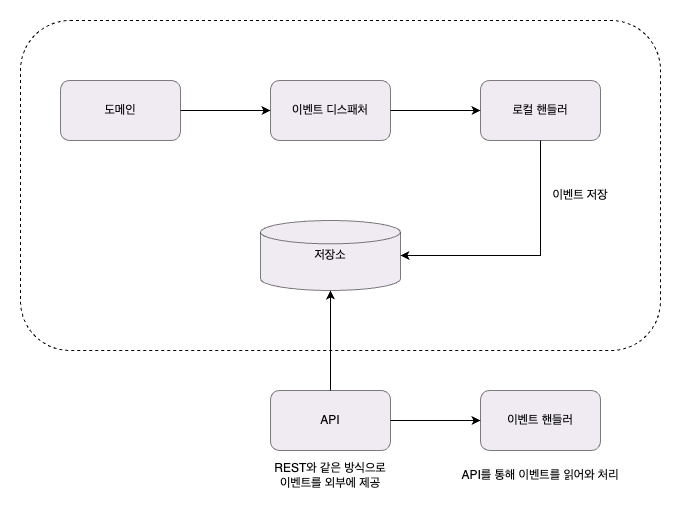 도메인
이벤트 디스패처
로컬 핸들러
이벤트 저장
저장소
API
이벤트 핸들러
REST와 같은 방식으로
이벤트를 외부에 제공
API를 통해 이벤트를 읽어와 처리